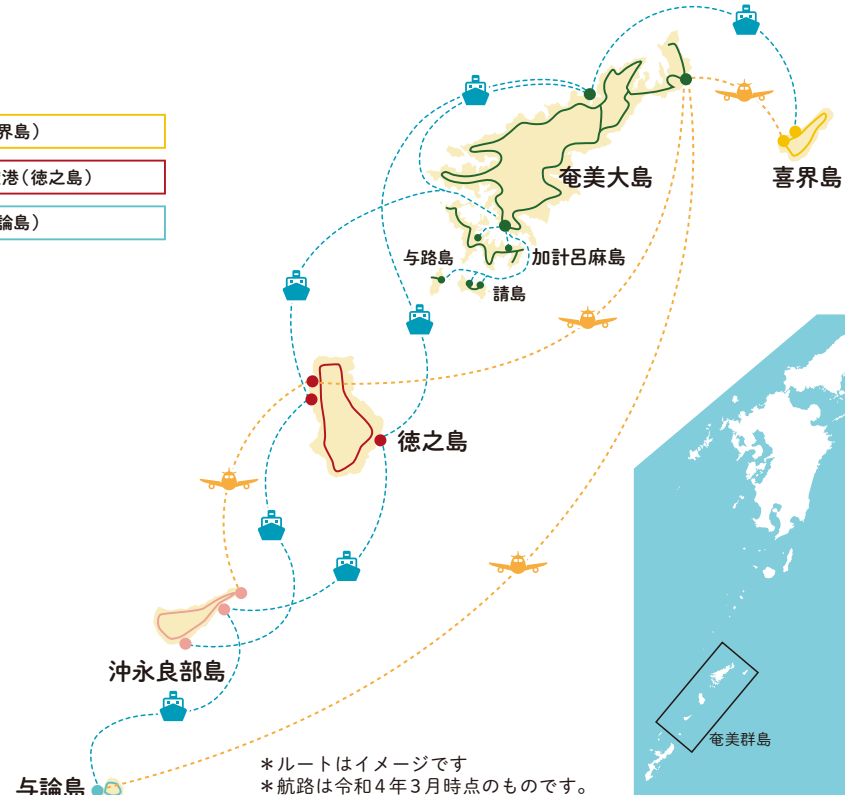 界島）
港（徳之島）
論島）
奄美大島
喜界島
与路島
加計呂麻島
請島
徳之島
沖永良部島
奄美群島
与論島
＊ルートはイメージです
＊航路は令和4年3月時点のものです。